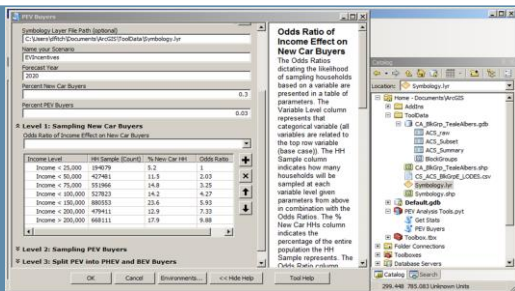 PEV Buyers
Symbology Layer File Path (optional)
C:\Users\dfitch\Documents\ArcGIS\ToolData\Symbology.lyr
Name your Scenario
EVIncentives
Forecast Year
2020
Percent New Car Buyers
0.3
Percent PEV Buyers
0.03
Level 1: Sampling New Car Buyers
Odds Ratio of Income Effect on New Car Buyers
Income Level HH Sample (Count) % New Car HH Odds Ratio
Income < 25,000 194079 5.2 1
Income < 50,000 427481 11.5 2.03
Income < 75,000 551966 14.8 3.25
Income < 100,000 527823 14.2 4.27
Income < 150,000 880553 23.6 5.93
Income < 200,000 479411 12.9 7.33
Income > 200,000 668111 17.9 9.88
Level 2: Sampling PEV Buyers
Level 3: Split PEV into PHEV and BEV Buyers
OK Cancel Environments... << Hide Help Tool Help
Odds Ratio of
Income Effect on
New Car Buyers
The Odds Ratios
dictating the likelihood
of sampling households
based on a variable are
presented in a table of
parameters. The
Variable Level column
represents that
categorical variable (all
variables are related to
the top row variable
(base case)). The HH
Sample column
indicates how many
households will be
sampled at each
variable level given
parameters from above
in combination with the
Odds Ratios. The %
New Car HHs column
indicates the
percentage of the entire
population the HH
Sample represents. The
Odds Ratio column
Catalog
Location: Symbology.lyr
Home - Documents\ArcGIS
AddIns
ToolData
CA_BlkGrp_TeeleAlbers.gdb
ACS_raw
ACS_Subset
ACS_Summary
BlockGroups
CA_BlkGrp_TeeleAlbers.shp
CS_ACS_BlkGrpE_LODES.csv
Symbology.lyr
Symbology.shp
Default.gdb
PEV Analysis Tools.pyt
Get Stats
PEV Buyers
Toolbox.tbx
Folder Connections
Toolboxes
Database Servers
Catalog Search
299.448 785.083 Unknown Units